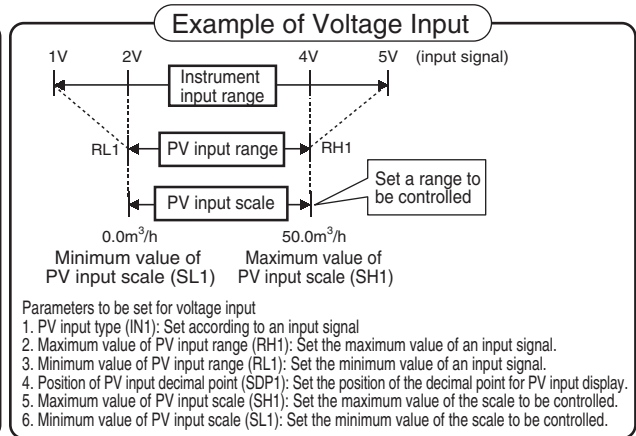 Example of Voltage Input
1V 2V 4V 5V (input signal)
Instrument
input range
RL1 PV input range RH1
PV input scale
Set a range to
be controlled
0.0m³/h 50.0m³/h
Minimum value of
PV input scale (SL1)
Maximum value of
PV input scale (SH1)
Parameters to be set for voltage input
1. PV input type (IN1): Set according to an input signal
2. Maximum value of PV input range (RH1): Set the maximum value of an input signal.
3. Minimum value of PV input range (RL1): Set the minimum value of an input signal.
4. Position of PV input decimal point (SDP1): Set the position of the decimal point for PV input display.
5. Maximum value of PV input scale (SH1): Set the maximum value of the scale to be controlled.
6. Minimum value of PV input scale (SL1): Set the minimum value of the scale to be controlled.